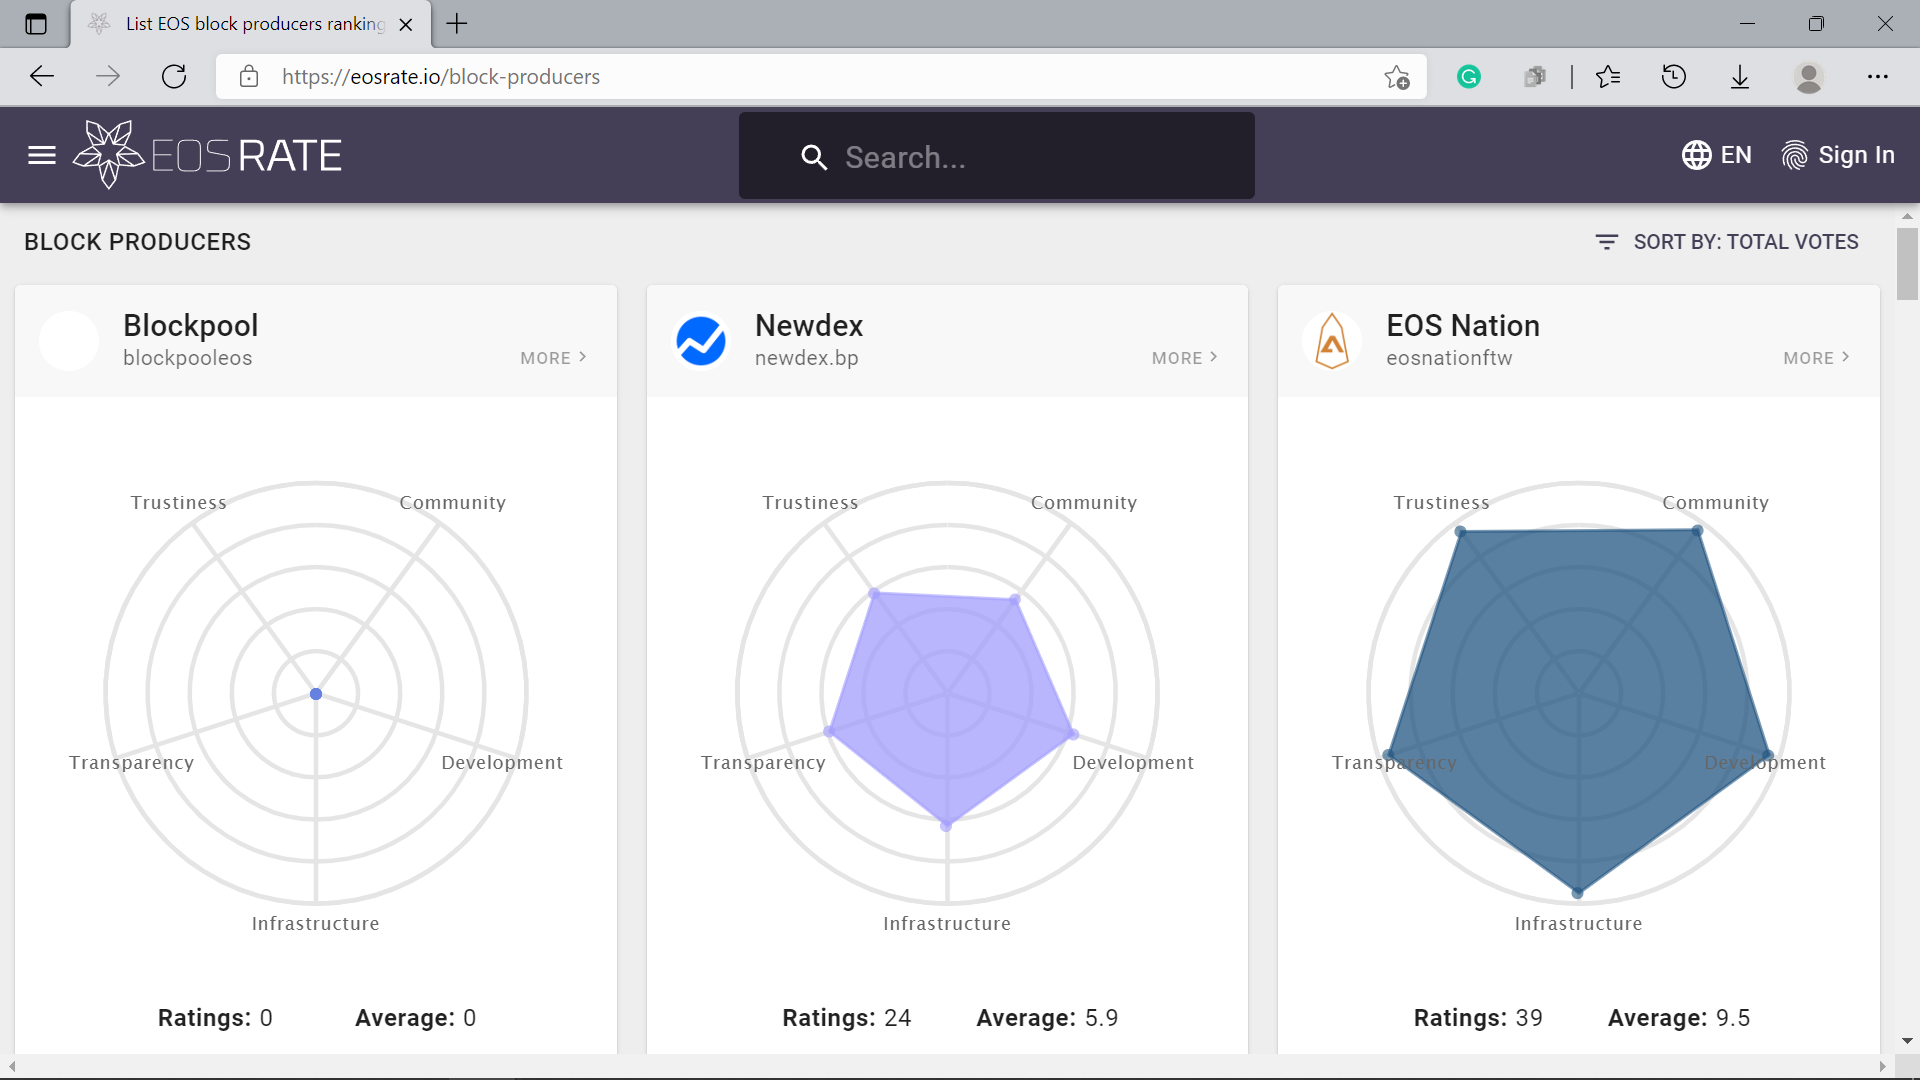 List EOS block producers ranking
https://eosrate.io/block-producers
EOS RATE
Search...
EN
Sign In
BLOCK PRODUCERS
SORT BY: TOTAL VOTES
Blockpool
blockpooleos
MORE
Trustiness
Community
Transparency
Development
Infrastructure
Ratings: 0
Average: 0
Newdex
newdex.bp
MORE
Trustiness
Community
Transparency
Development
Infrastructure
Ratings: 24
Average: 5.9
EOS Nation
eosnationftw
MORE
Trustiness
Community
Transparency
Development
Infrastructure
Ratings: 39
Average: 9.5